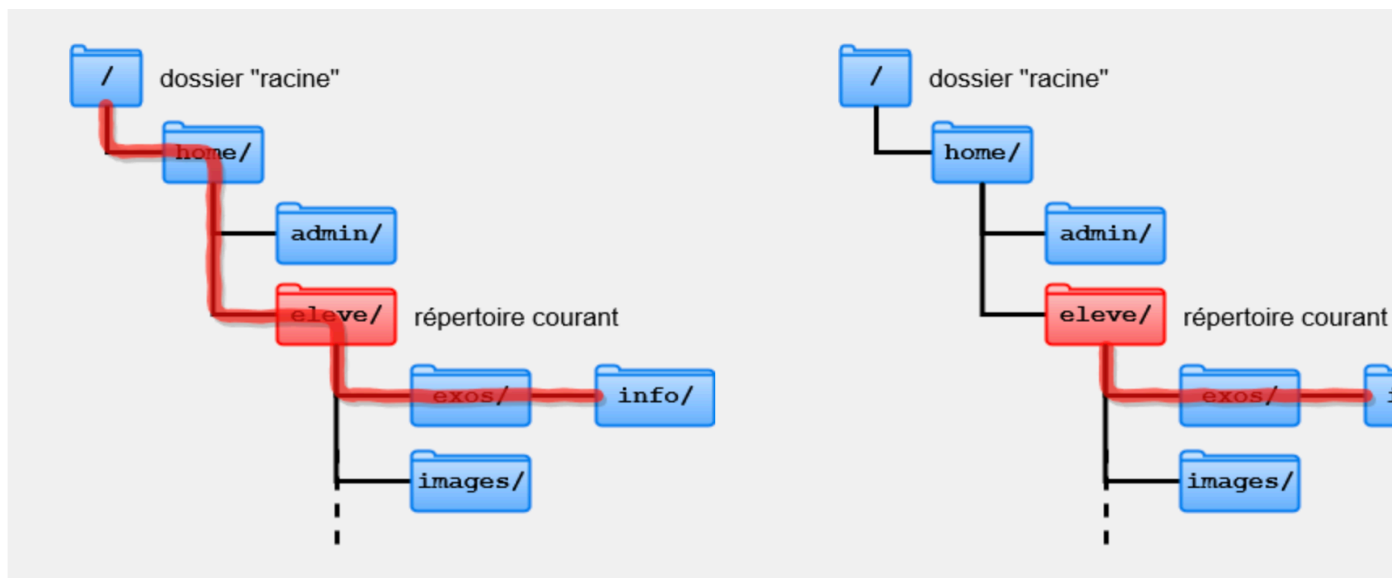 / dossier "racine"
home/
admin/
eleve/ répertoire courant
exos/ info/
images/
/ dossier "racine"
home/
admin/
eleve/ répertoire courant
exos/
images/